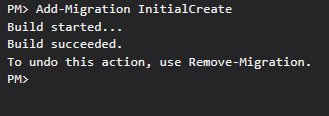 PM> Add-Migration InitialCreate
Build started...
Build succeeded.
To undo this action, use Remove-Migration.
PM>